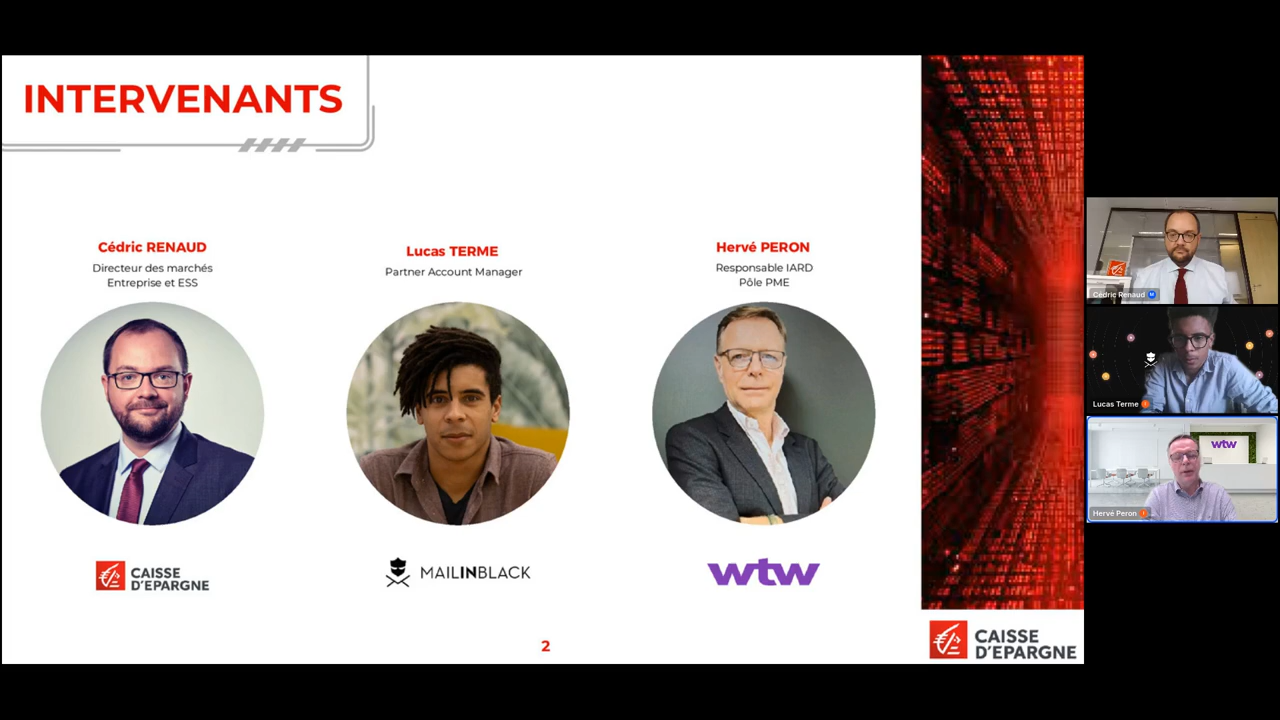 INTERVENANTS
Cédric RENAUD
Directeur des marchés
Entreprise et ESS
Lucas TERME
Partner Account Manager
Hervé PERON
Responsable IARD
Pôle PME
CAISSE
D'EPARGNE
MAILINBLACK
wtw
2
CAISSE
D'EPARGNE
Cédric Renaud
Lucas Terme
wtw
Hervé Peron